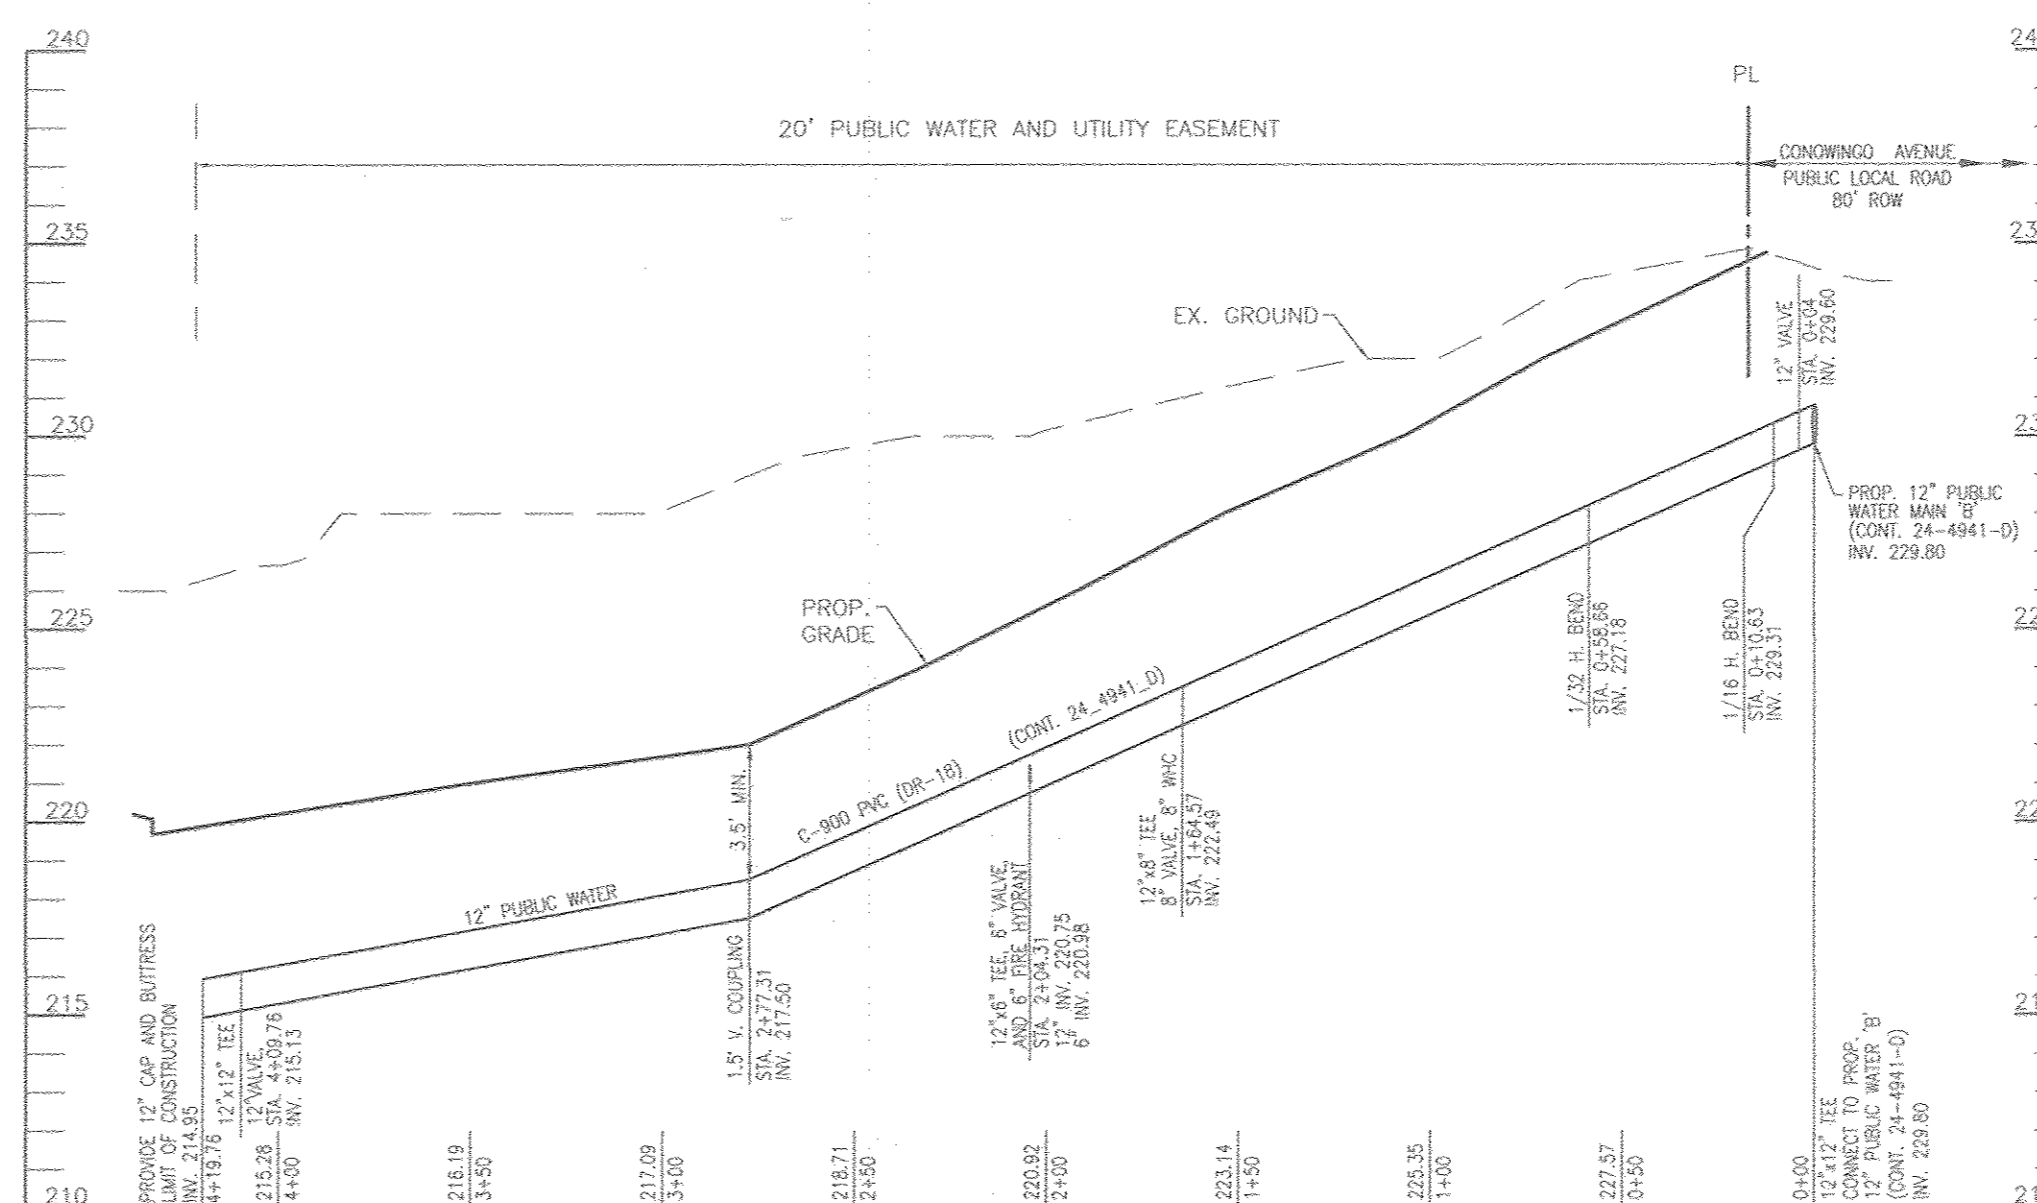 240
235
230
225
220
215
210
24
23
23
22
22
21
2
PL
20' PUBLIC WATER AND UTILITY EASEMENT
CONOWINGO AVENUE
PUBLIC LOCAL ROAD
80' ROW
EX. GROUND
12" VALVE
STA. 0+04
INV. 229.60
PROP. 12" PUBLIC
WATER MAIN 'B'
(CONT. 24-4941-D)
INV. 229.80
PROP.
GRADE
1/32 H. BEND
STA. 0+58.66
INV. 227.18
1/16 H. BEND
STA. 0+10.63
INV. 229.31
(CONT. 24_4941_D)
C-900 PVC (DR-18)
3.5' MIN.
12" PUBLIC WATER
12"x8" TEE
8" VALVE, 8" WHC
STA. 1+64.57
INV. 222.49
12"x6" TEE, 6" VALVE,
AND 6" FIRE HYDRANT
STA. 2+04.31
12" INV. 220.75
6" INV. 220.98
1.5' V. COUPLING
STA. 2+77.31
INV. 217.50
PROVIDE 12" CAP AND BUTTRESS
LIMIT OF CONSTRUCTION
INV. 214.95
4+19.76
12"x12" TEE
12"VALVE,
STA. 4+09.76
INV. 215.13
215.28
4+00
216.19
3+50
217.09
3+00
218.71
2+50
220.92
2+00
223.14
1+50
225.35
1+00
227.57
0+50
0+00
12"x12" TEE
CONNECT TO PROP.
12" PUBLIC WATER 'B'
(CONT. 24-4941-D)
INV. 229.80